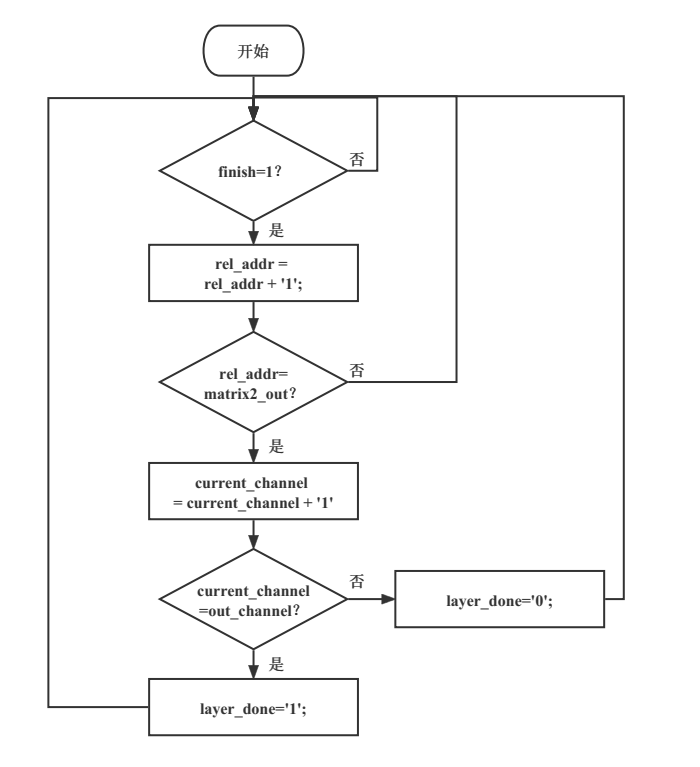 开始
finish=1？
否
是
rel_addr =
rel_addr + '1';
rel_addr=
matrix2_out？
否
是
current_channel
= current_channel + '1'
current_channel
=out_channel？
否
layer_done='0';
是
layer_done='1';